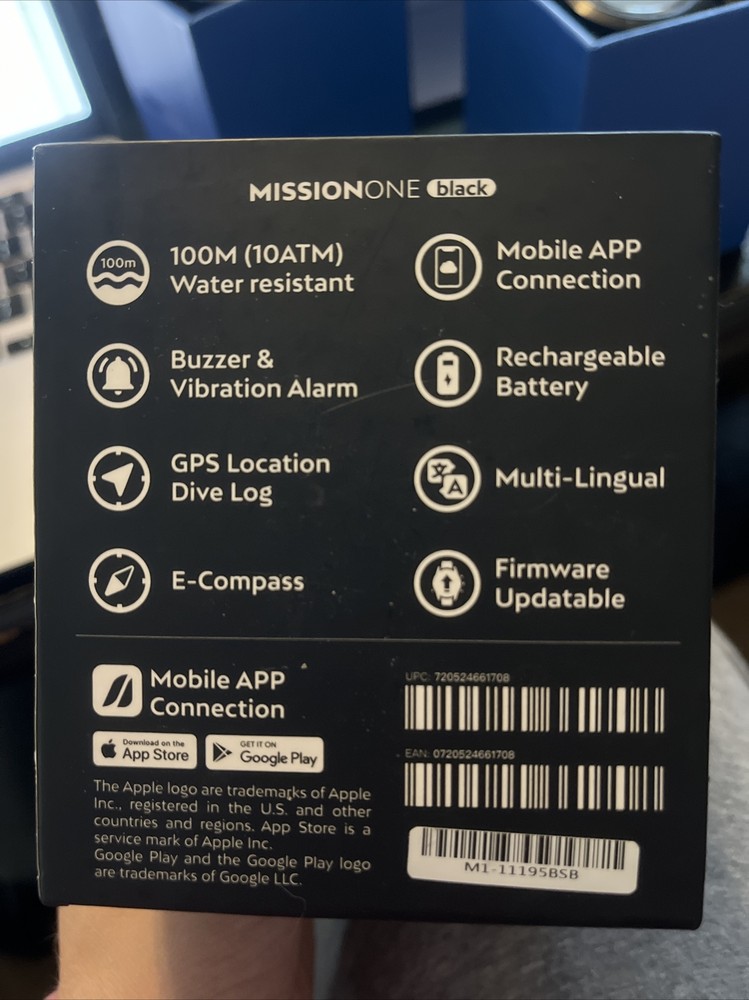 MISSIONONE black
100m
100M (10ATM)
Water resistant
Mobile APP
Connection
Buzzer &
Vibration Alarm
Rechargeable
Battery
GPS Location
Dive Log
文
A
Multi-Lingual
E-Compass
Firmware
Updatable
Mobile APP
Connection
Download on the
App Store
GET IT ON
Google Play
The Apple logo are trademarks of Apple
Inc., registered in the U.S. and other
countries and regions. App Store is a
service mark of Apple Inc.
Google Play and the Google Play logo
are trademarks of Google LLC.
UPC: 720524661708
EAN: 0720524661708
M1-11195BSB